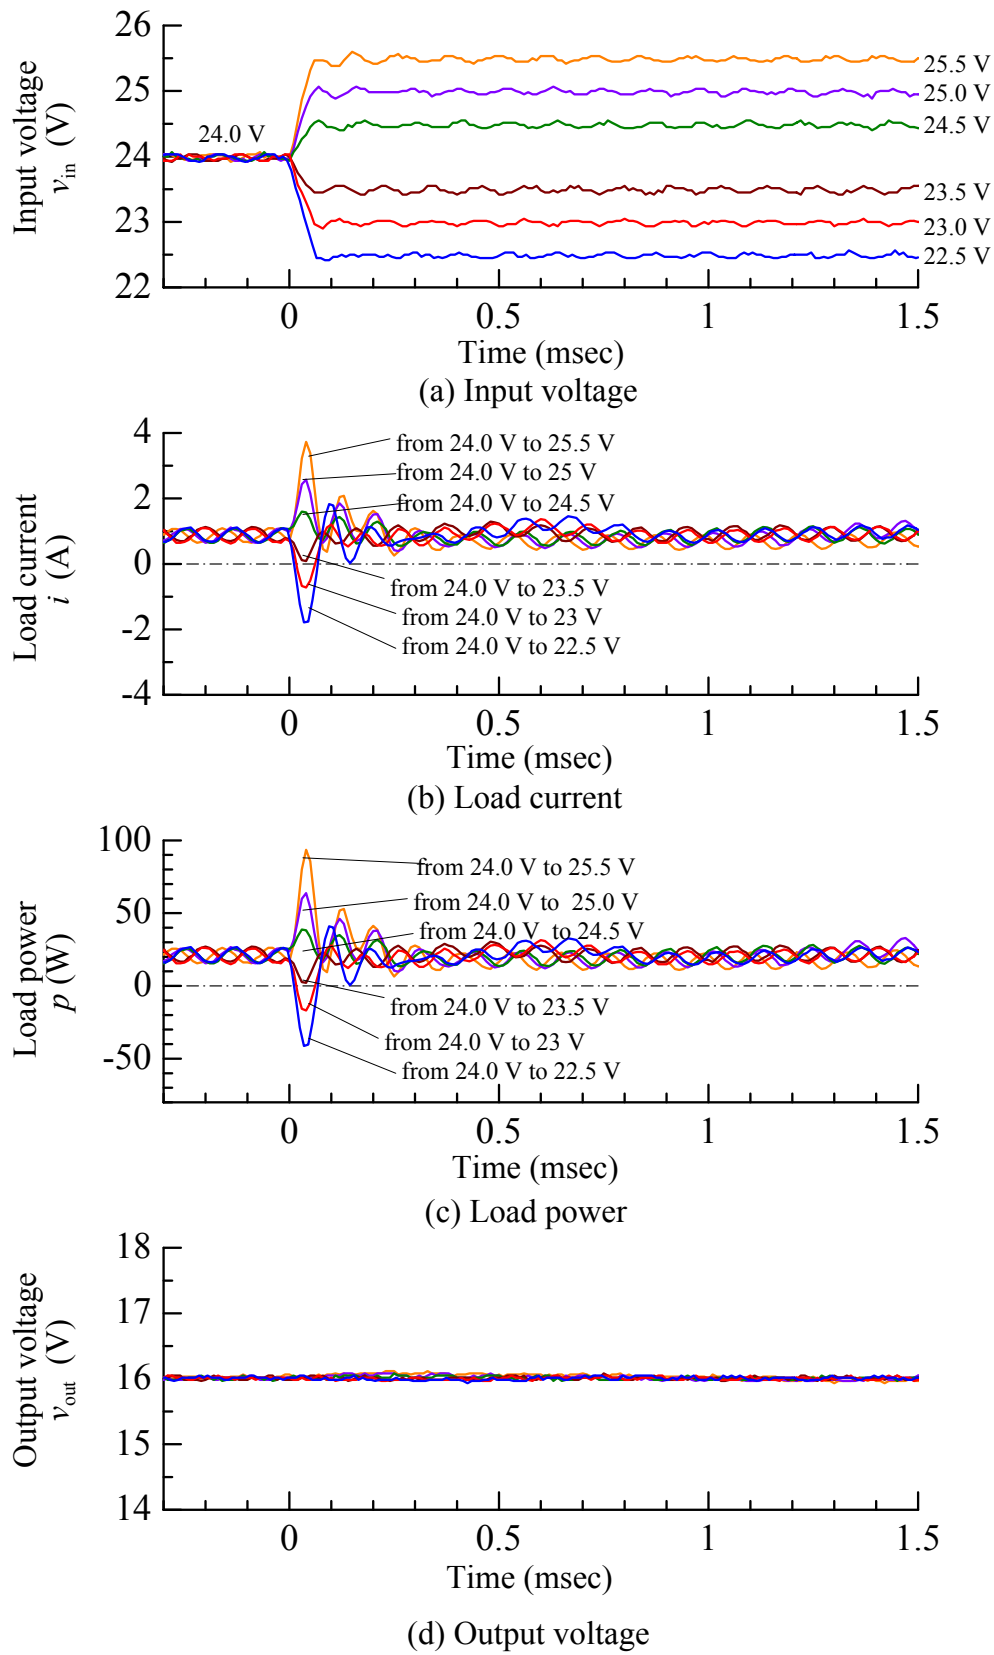 26
25
24
23
22
Input voltage
v_in (V)
24.0 V
25.5 V
25.0 V
24.5 V
23.5 V
23.0 V
22.5 V
0 0.5 1 1.5
Time (msec)
(a) Input voltage
4
2
0
-2
-4
Load current
i (A)
from 24.0 V to 25.5 V
from 24.0 V to 25 V
from 24.0 V to 24.5 V
from 24.0 V to 23.5 V
from 24.0 V to 23 V
from 24.0 V to 22.5 V
0 0.5 1 1.5
Time (msec)
(b) Load current
100
50
0
-50
Load power
p (W)
from 24.0 V to 25.5 V
from 24.0 V to 25.0 V
from 24.0 V to 24.5 V
from 24.0 V to 23.5 V
from 24.0 V to 23 V
from 24.0 V to 22.5 V
0 0.5 1 1.5
Time (msec)
(c) Load power
18
17
16
15
14
Output voltage
v_out (V)
0 0.5 1 1.5
Time (msec)
(d) Output voltage